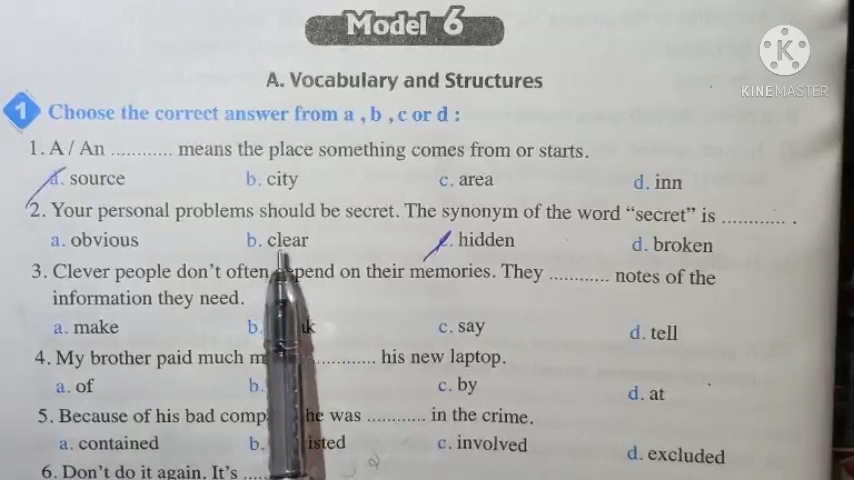 Model 6
K
KINEMASTER
A. Vocabulary and Structures
1 Choose the correct answer from a , b , c or d :
1. A / An ............ means the place something comes from or starts.
a. source b. city c. area d. inn
2. Your personal problems should be secret. The synonym of the word “secret” is ............ .
a. obvious b. clear c. hidden d. broken
3. Clever people don’t often depend on their memories. They ............ notes of the
information they need.
a. make b. c. say d. tell
4. My brother paid much ............ his new laptop.
a. of b. c. by d. at
5. Because of his bad he was ............ in the crime.
a. contained b. c. involved d. excluded
6. Don’t do it again. It’s ....